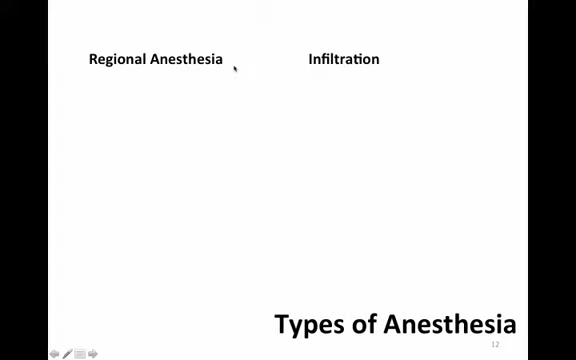 Regional Anesthesia
Infiltration
Types of Anesthesia
12